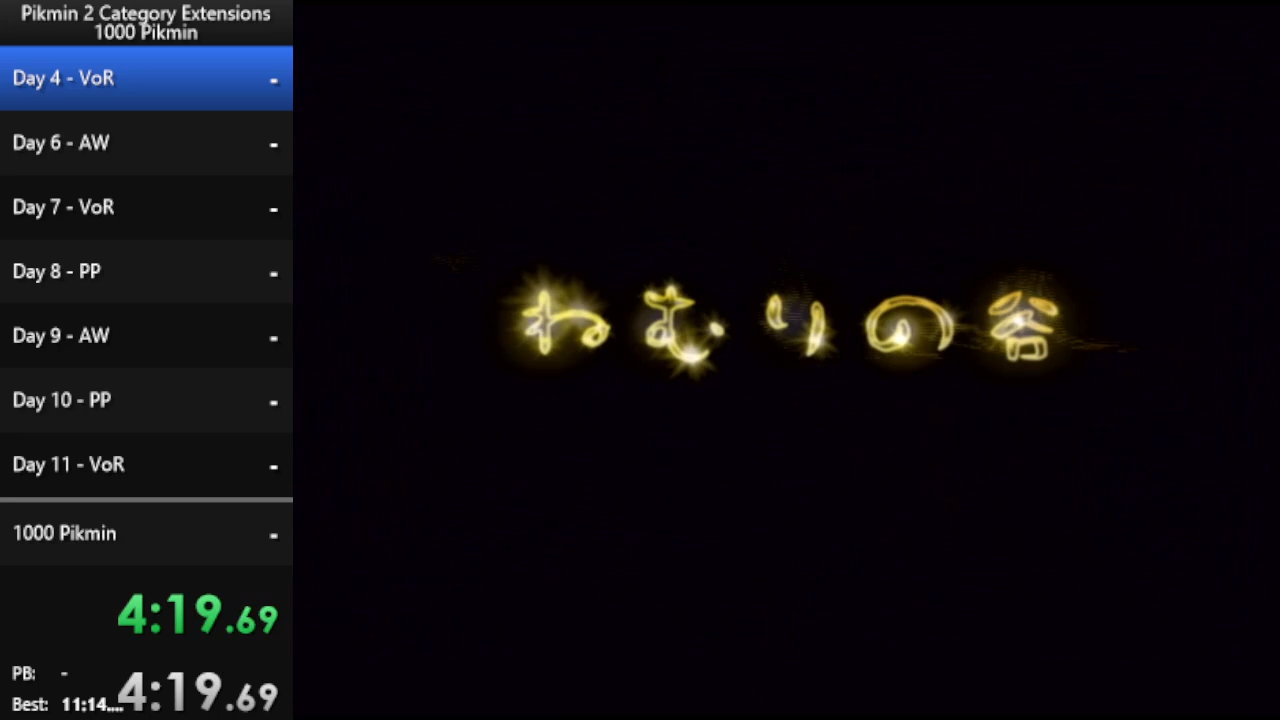 Pikmin 2 Category Extensions
1000 Pikmin
Day 4 - VoR -
Day 6 - AW -
Day 7 - VoR -
Day 8 - PP -
Day 9 - AW -
Day 10 - PP -
Day 11 - VoR -
1000 Pikmin -
4:19.69
PB: -
4:19.69
Best: 11:14....
ねむりの谷